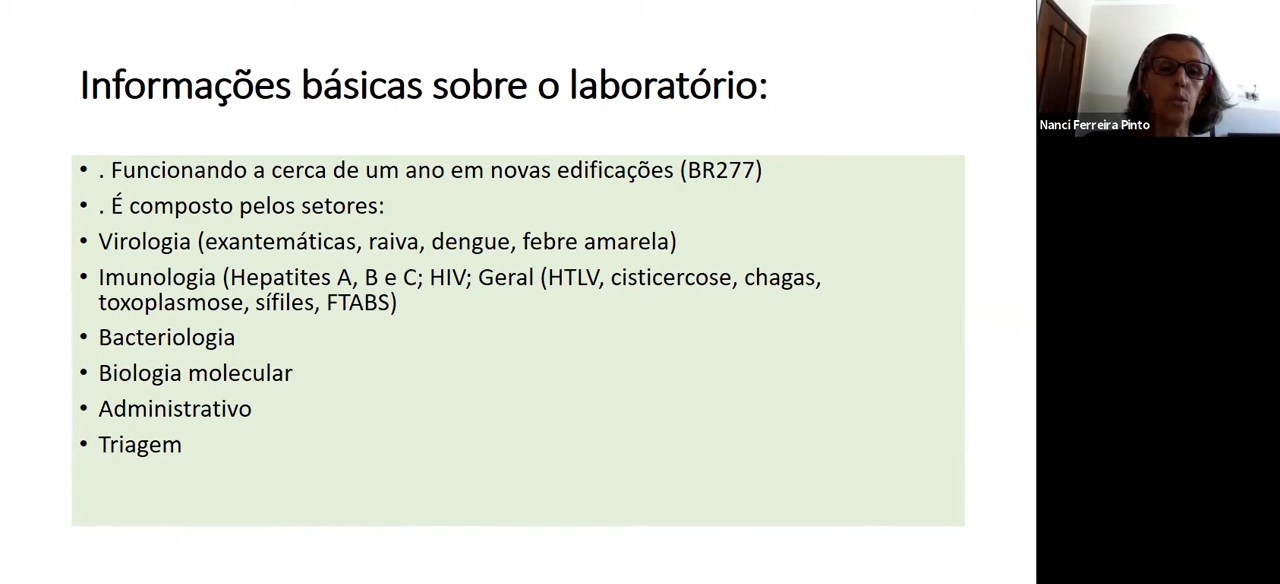 Informações básicas sobre o laboratório:
• . Funcionando a cerca de um ano em novas edificações (BR277)
• . É composto pelos setores:
• Virologia (exantemáticas, raiva, dengue, febre amarela)
• Imunologia (Hepatites A, B e C; HIV; Geral (HTLV, cisticercose, chagas,
toxoplasmose, sífiles, FTABS)
• Bacteriologia
• Biologia molecular
• Administrativo
• Triagem
Nanci Ferreira Pinto